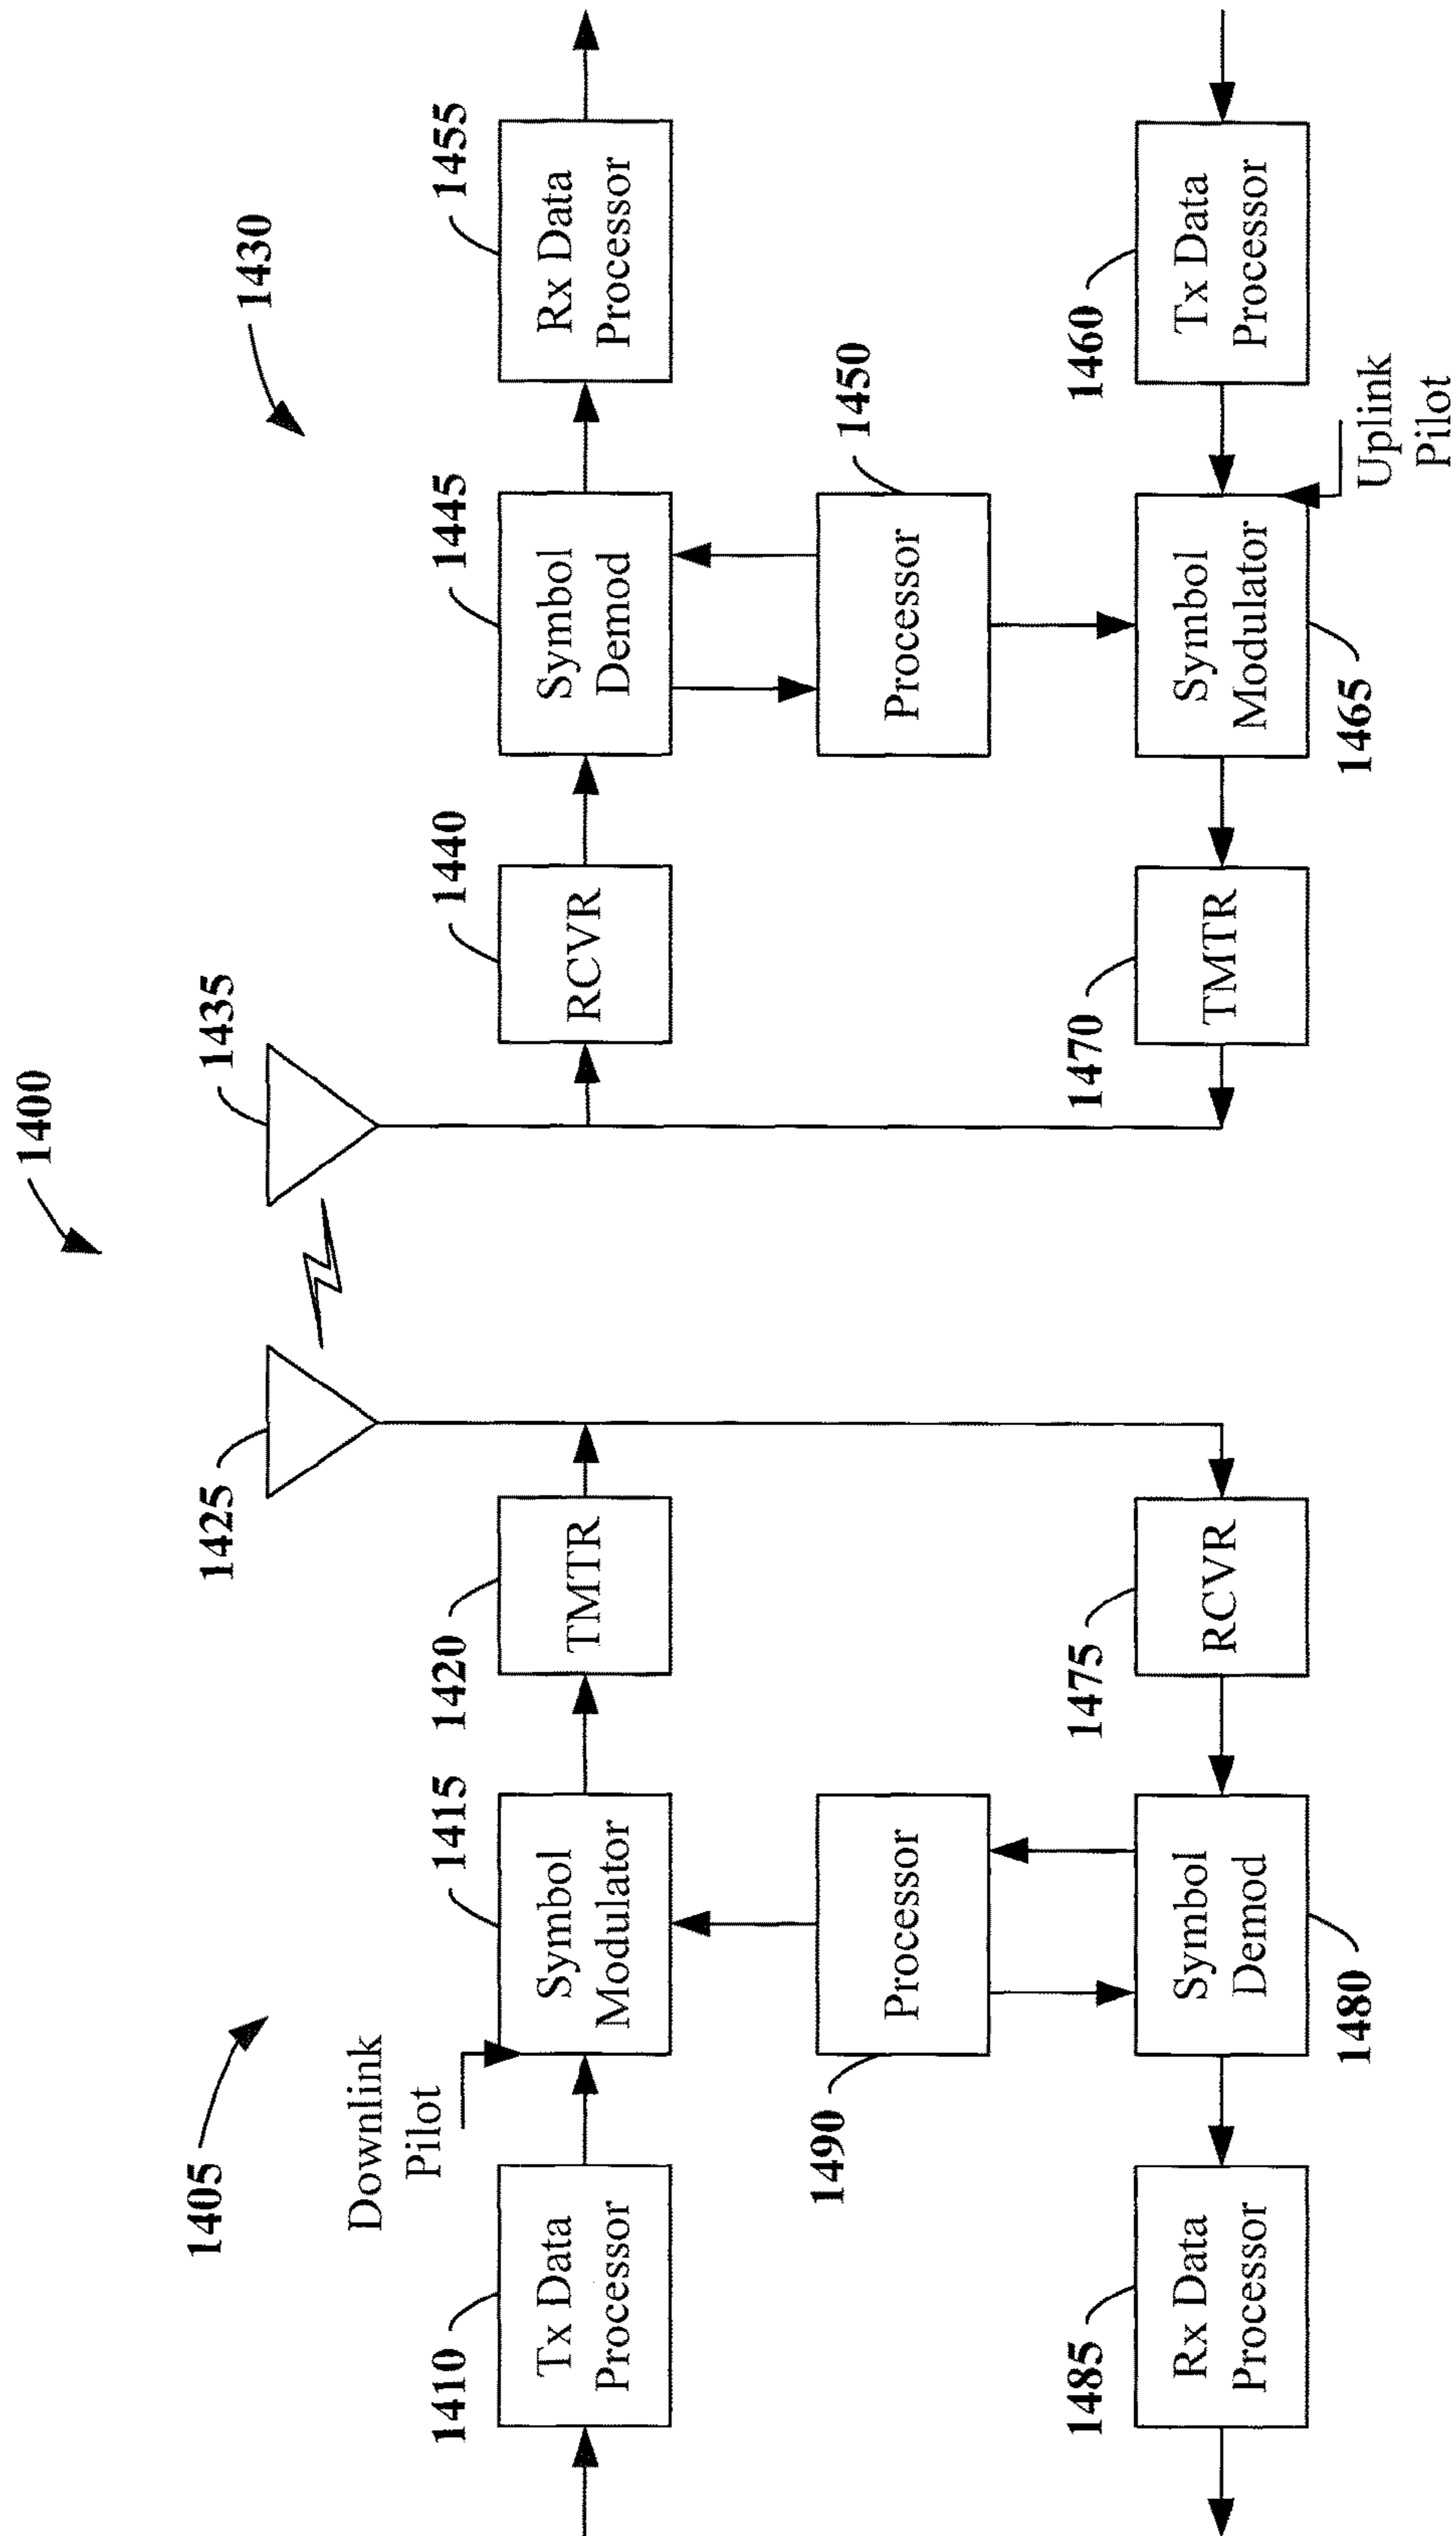 1400
1405
1430
1425
1435
Downlink
Pilot
1410
Tx Data
Processor
1415
Symbol
Modulator
1420
TMTR
1440
RCVR
1445
Symbol
Demod
1455
Rx Data
Processor
1490
Processor
1450
Processor
1485
Rx Data
Processor
1480
Symbol
Demod
1475
RCVR
1470
TMTR
1465
Symbol
Modulator
1460
Tx Data
Processor
Uplink
Pilot